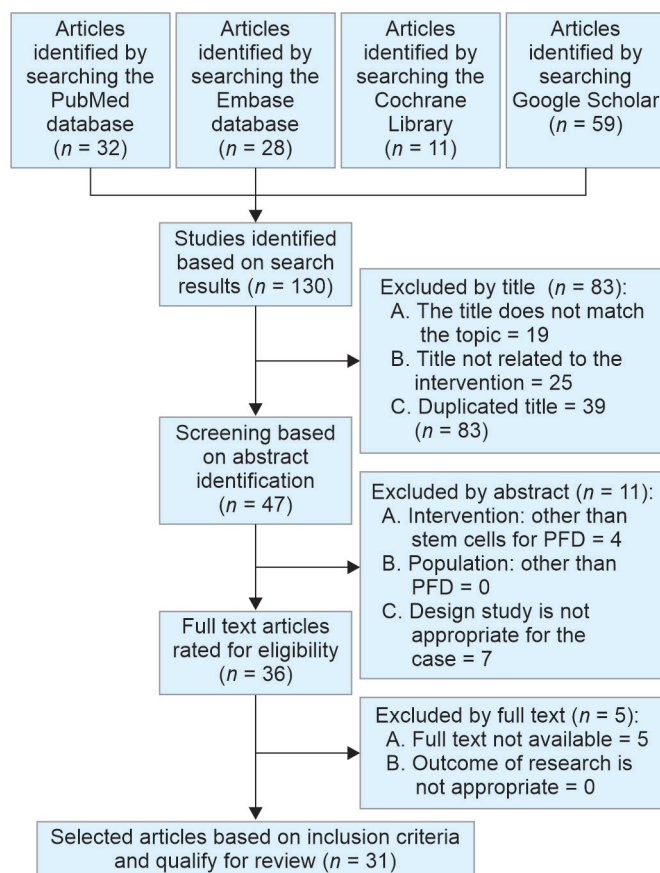 Articles
identified by
searching the
PubMed
database
(n = 32)
Articles
identified by
searching the
Embase
database
(n = 28)
Articles
identified by
searching the
Cochrane
Library
(n = 11)
Articles
identified by
searching
Google Scholar
(n = 59)
Studies identified
based on search
results (n = 130)
Excluded by title (n = 83):
A. The title does not match
the topic = 19
B. Title not related to the
intervention = 25
C. Duplicated title = 39
(n = 83)
Screening based
on abstract
identification
(n = 47)
Excluded by abstract (n = 11):
A. Intervention: other than
stem cells for PFD = 4
B. Population: other than
PFD = 0
C. Design study is not
appropriate for the
case = 7
Full text articles
rated for eligibility
(n = 36)
Excluded by full text (n = 5):
A. Full text not available = 5
B. Outcome of research is
not appropriate = 0
Selected articles based on inclusion criteria
and qualify for review (n = 31)